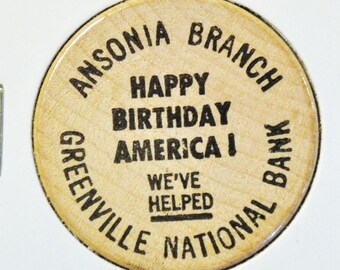 ANSONIA BRANCH
HAPPY
BIRTHDAY
AMERICA!
WE'VE
HELPED
GREENVILLE NATIONAL BANK